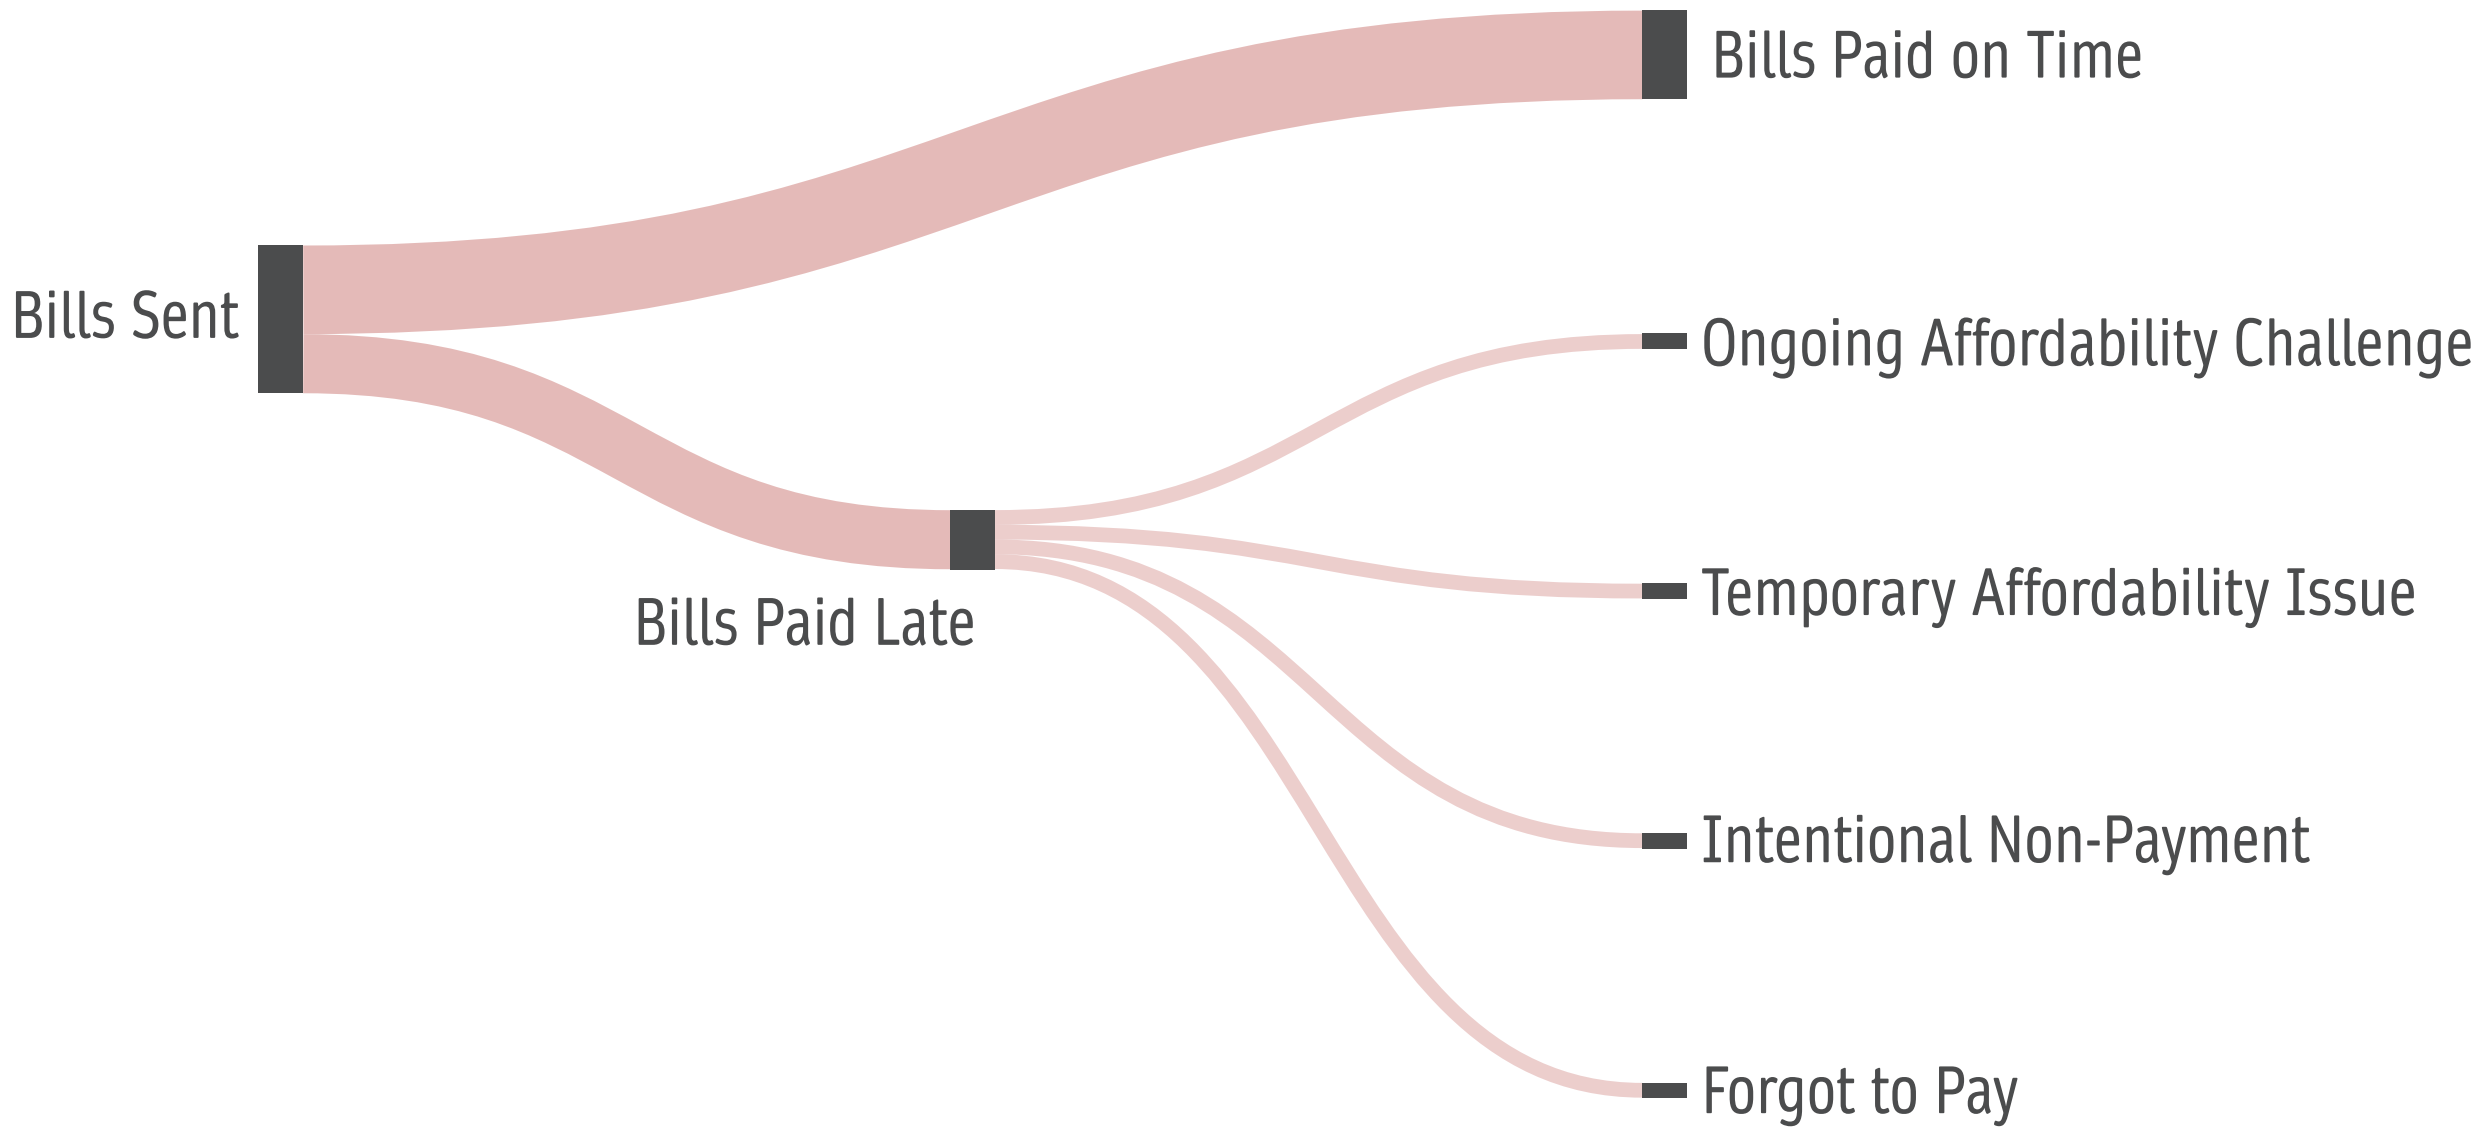 Bills Paid on Time
Bills Sent
Ongoing Affordability Challenge
Temporary Affordability Issue
Bills Paid Late
Intentional Non-Payment
Forgot to Pay